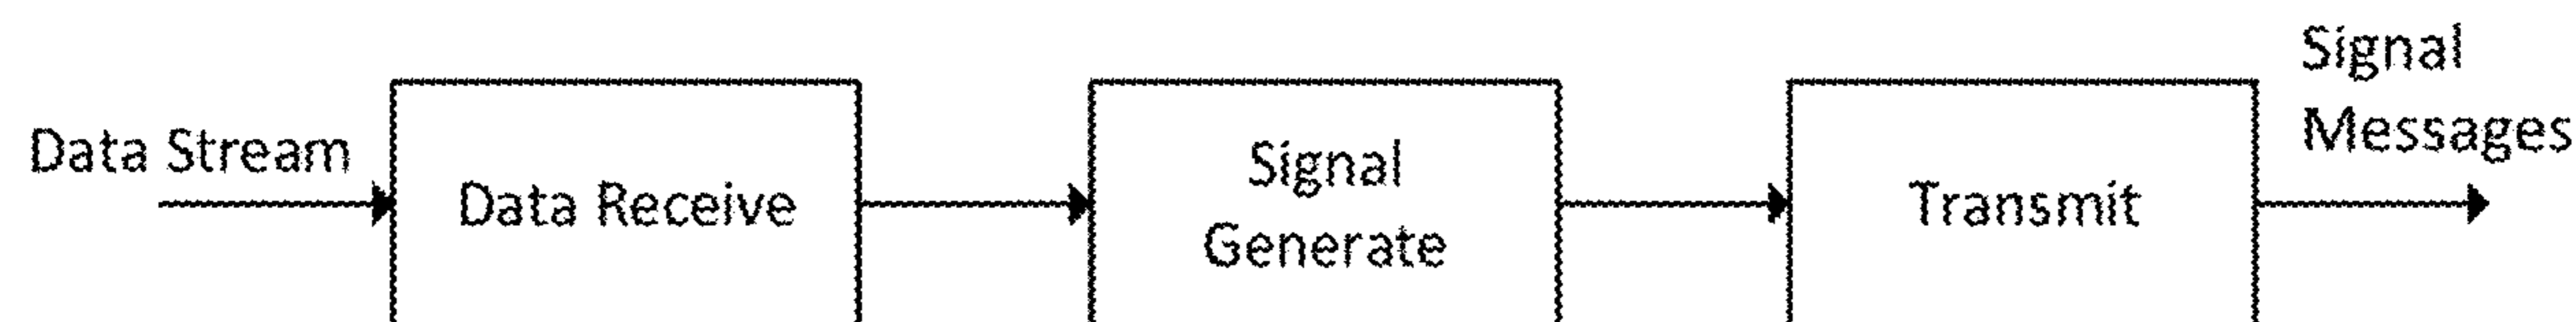 Data Stream
Data Receive
Signal
Generate
Transmit
Signal
Messages